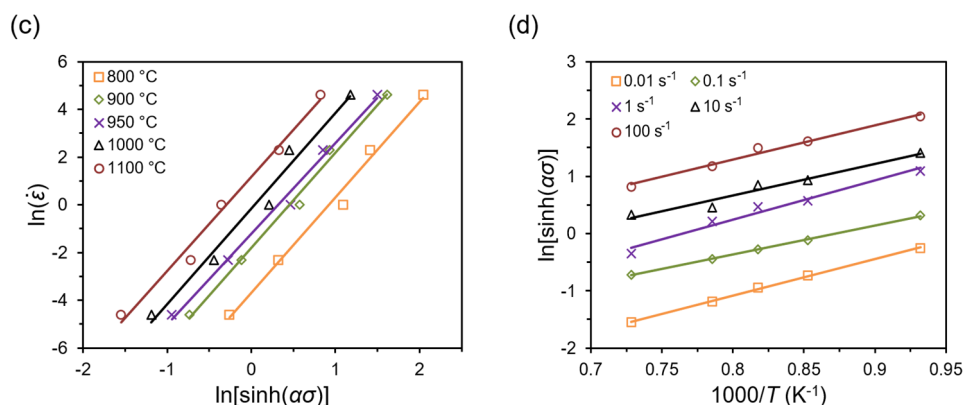 (c)
6
4
2
0
-2
-4
-6
-2
-1
0
1
2
ln(ε̇)
ln[sinh(ασ)]
800 °C
900 °C
950 °C
1000 °C
1100 °C
(d)
3
2
1
0
-1
-2
0.7
0.75
0.8
0.85
0.9
0.95
ln[sinh(ασ)]
1000/T (K⁻¹)
0.01 s⁻¹
0.1 s⁻¹
1 s⁻¹
10 s⁻¹
100 s⁻¹